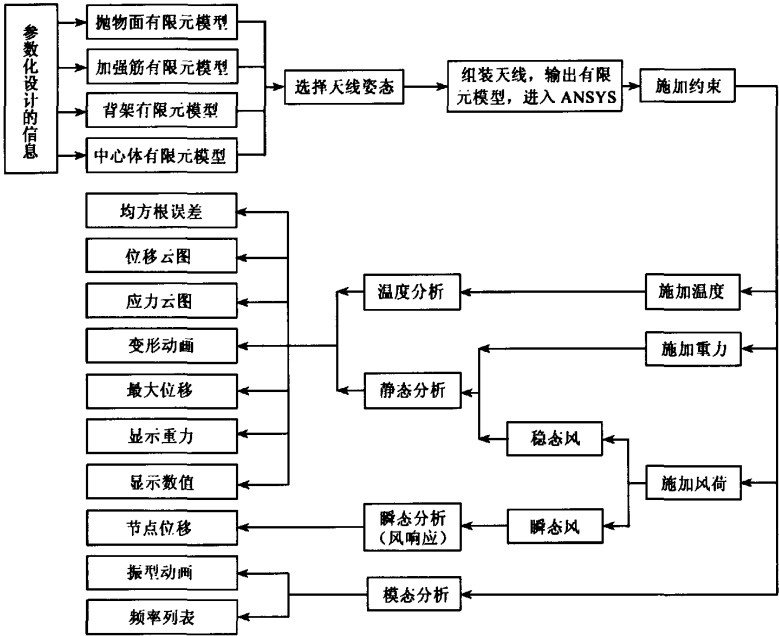 参数化设计的信息
抛物面有限元模型
加强筋有限元模型
背架有限元模型
中心体有限元模型
选择天线姿态
组装天线，输出有限
元模型，进入 ANSYS
施加约束
均方根误差
位移云图
应力云图
变形动画
最大位移
显示重力
显示数值
节点位移
振型动画
频率列表
温度分析
静态分析
瞬态分析
（风响应）
模态分析
稳态风
瞬态风
施加温度
施加重力
施加风荷